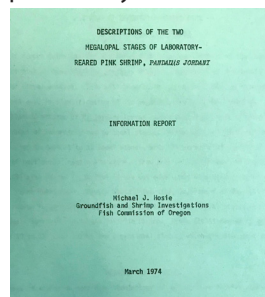 DESCRIPTIONS OF THE TWO
MEGALOPAL STAGES OF LABORATORY-
REARED PINK SHRIMP, PANDALUS JORDANI
INFORMATION REPORT
Michael J. Hosie
Groundfish and Shrimp Investigations
Fish Commission of Oregon
March 1974